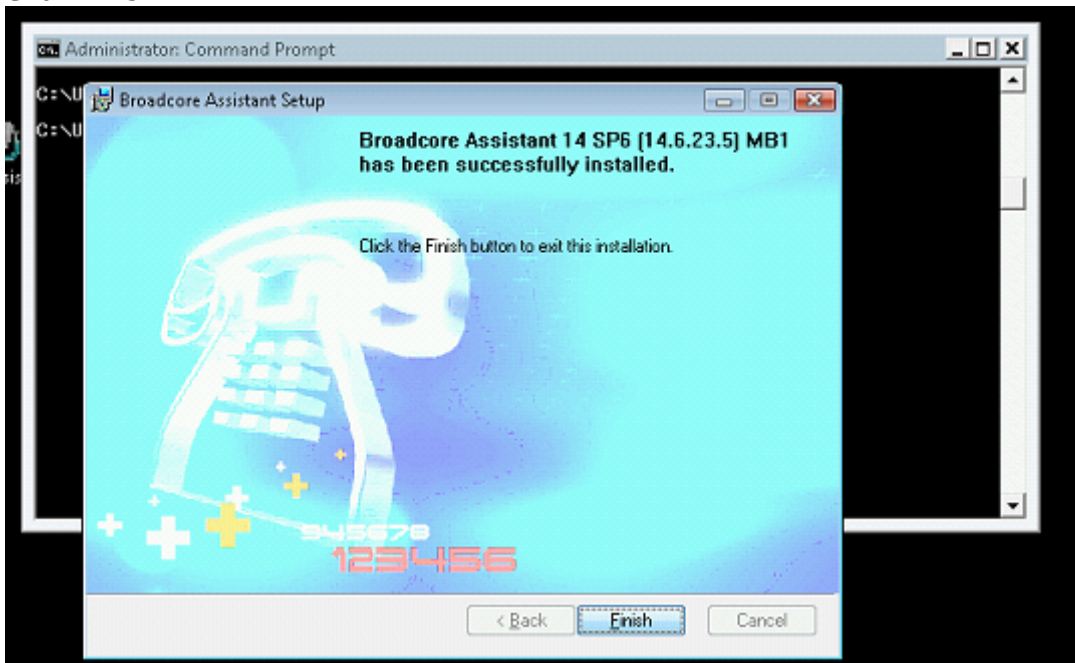 Administrator: Command Prompt
C:\U
Broadcore Assistant Setup
C:\U
Broadcore Assistant 14 SP6 (14.6.23.5) MB1
has been successfully installed.
Click the Finish button to exit this installation.
945678
123456
< Back
Finish
Cancel